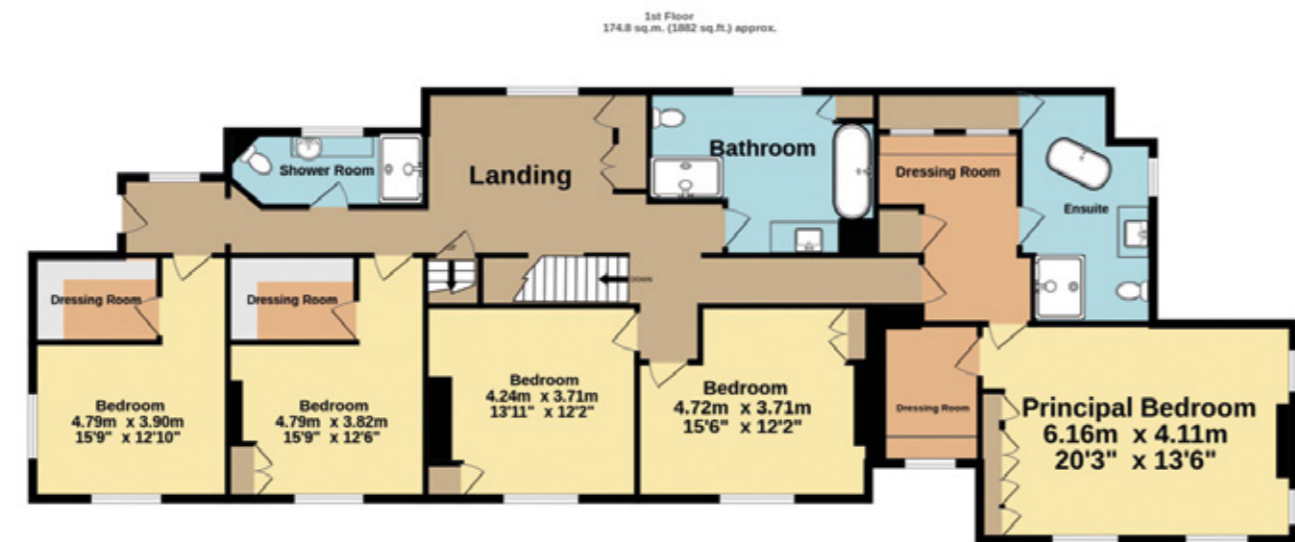 1st Floor
174.8 sq.m. (1882 sq.ft.) approx.
Shower Room
Landing
Bathroom
Dressing Room
Ensuite
Dressing Room
Dressing Room
DOWN
Bedroom
4.79m x 3.90m
15'9" x 12'10"
Bedroom
4.79m x 3.82m
15'9" x 12'6"
Bedroom
4.24m x 3.71m
13'11" x 12'2"
Bedroom
4.72m x 3.71m
15'6" x 12'2"
Dressing Room
Principal Bedroom
6.16m x 4.11m
20'3" x 13'6"